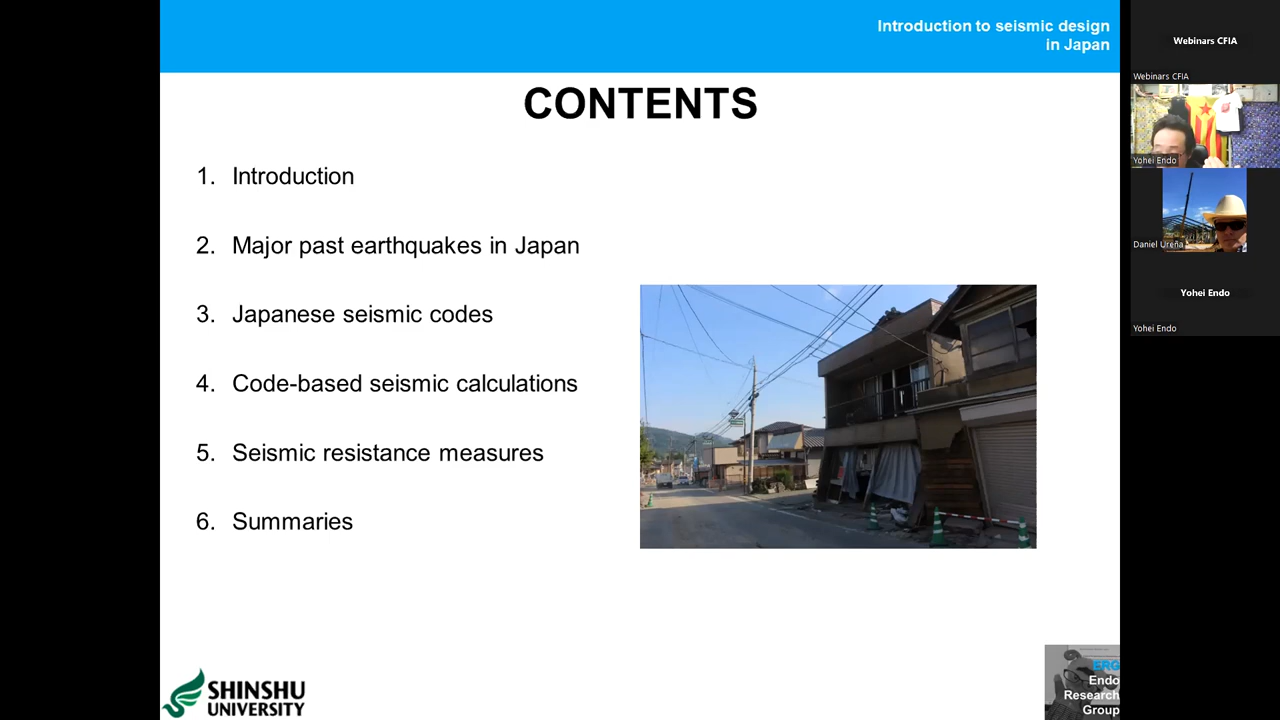 Introduction to seismic design
in Japan
CONTENTS
1. Introduction
2. Major past earthquakes in Japan
3. Japanese seismic codes
4. Code-based seismic calculations
5. Seismic resistance measures
6. Summaries
SHINSHU
UNIVERSITY
ERG
Endo
Research
Group
Webinars CFIA
Webinars CFIA
Yohei Endo
Daniel Ureña
Yohei Endo
Yohei Endo